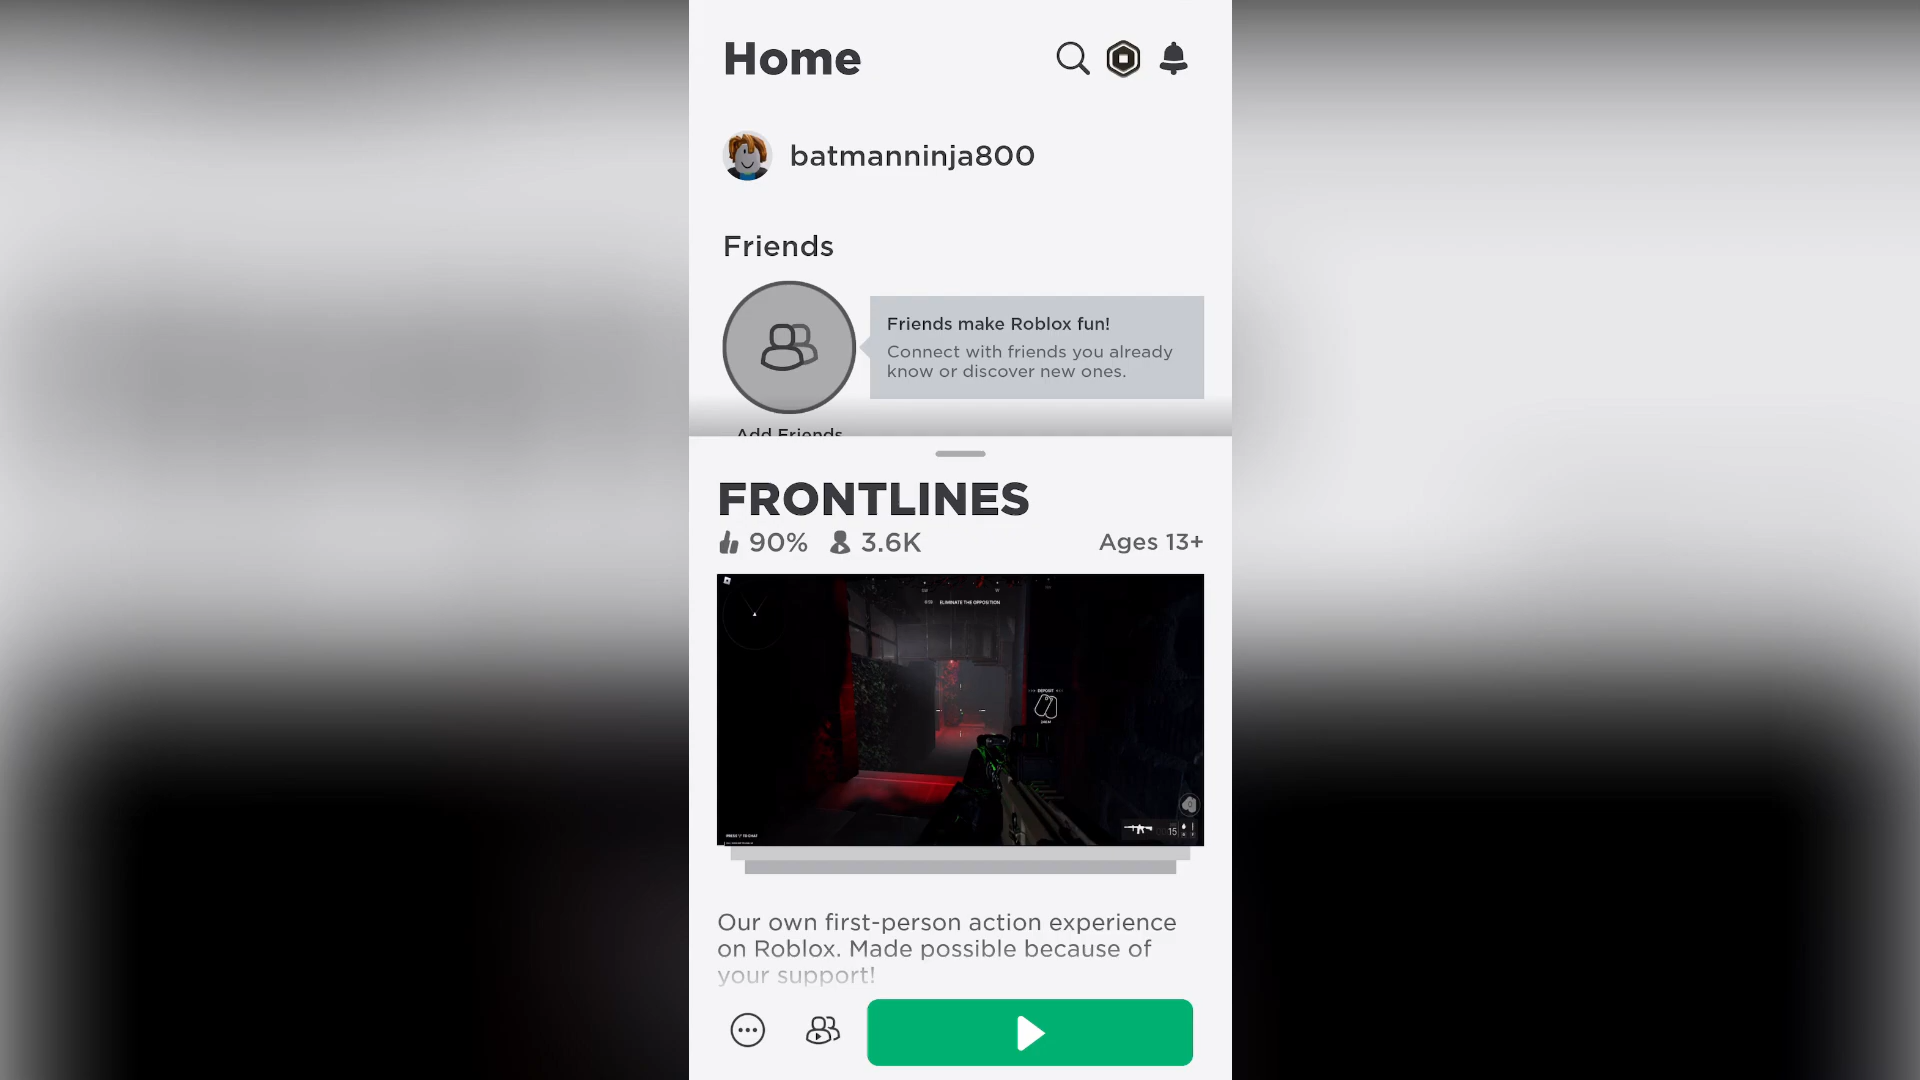 Home
batmanninja800
Friends
Friends make Roblox fun!
Connect with friends you already
know or discover new ones.
Add Friends
FRONTLINES
90% 3.6K Ages 13+
ELIMINATE THE OPPOSITION
DEPOSIT
15
Our own first-person action experience
on Roblox. Made possible because of
your support!